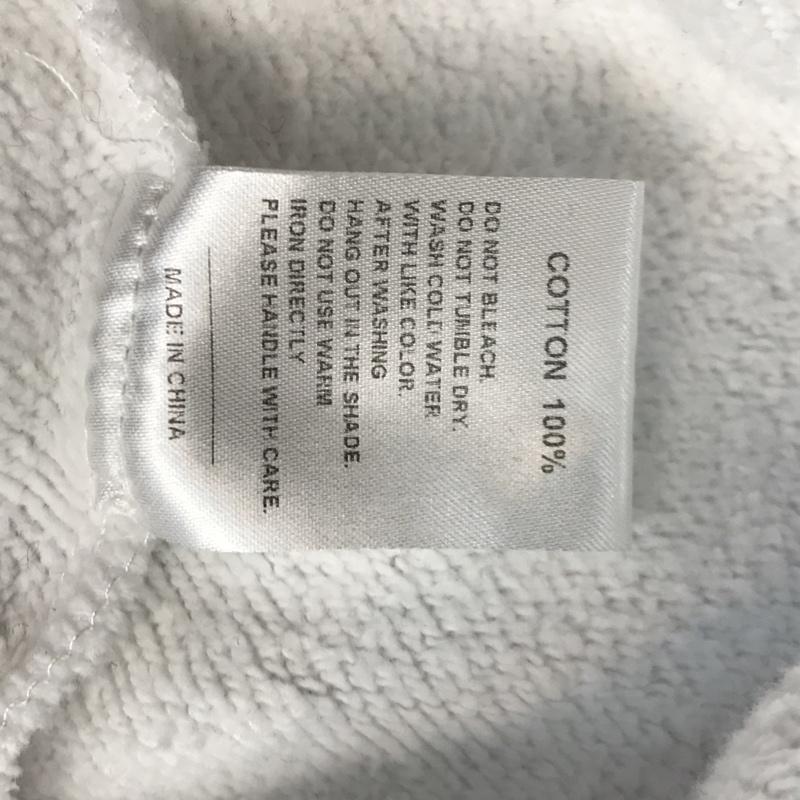 COTTON 100%
DO NOT BLEACH.
DO NOT TUMBLE DRY.
WASH COLD WATER
WITH LIKE COLOR.
AFTER WASHING
HANG OUT IN THE SHADE.
DO NOT USE WARM
IRON DIRECTLY
PLEASE HANDLE WITH CARE.
MADE IN CHINA